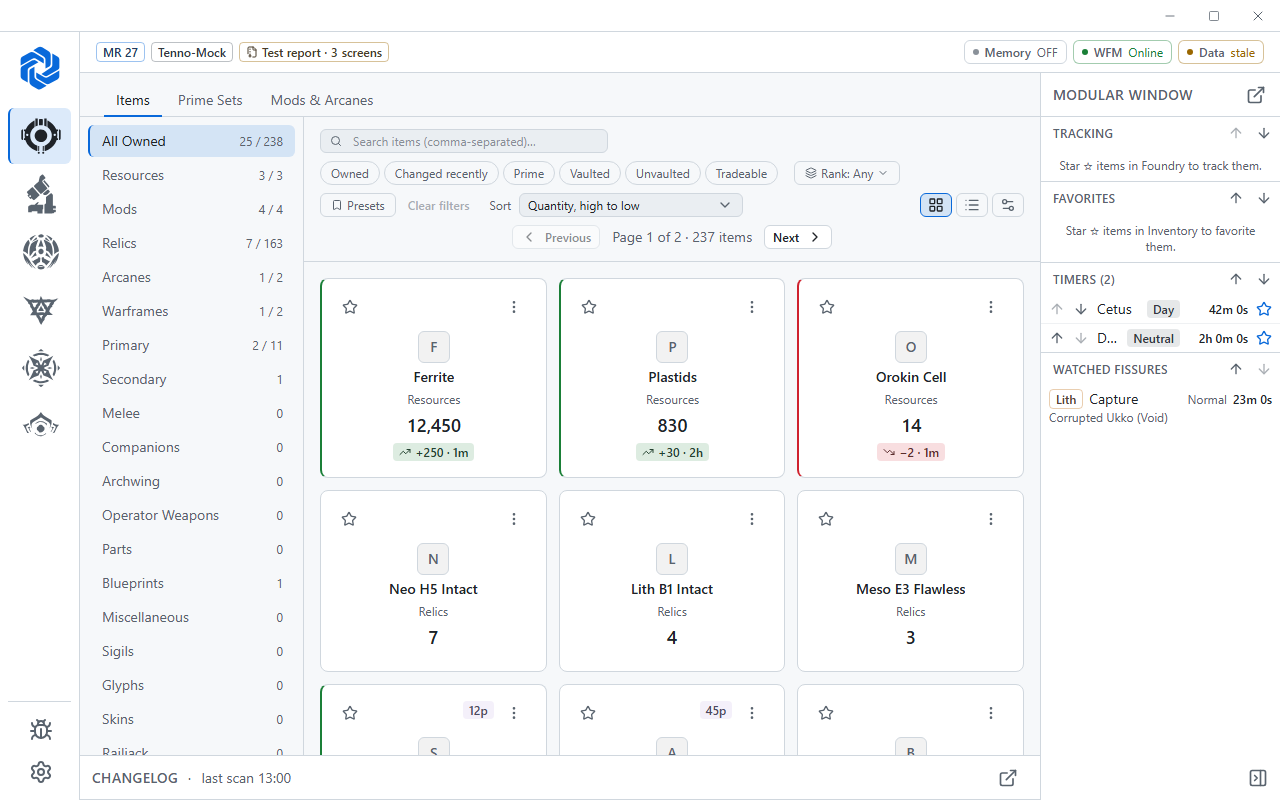 MR 27
Tenno-Mock
Test report · 3 screens
Memory OFF
WFM Online
Data stale
Items
Prime Sets
Mods & Arcanes
All Owned 25 / 238
Resources 3 / 3
Mods 4 / 4
Relics 7 / 163
Arcanes 1 / 2
Warframes 1 / 2
Primary 2 / 11
Secondary 1
Melee 0
Companions 0
Archwing 0
Operator Weapons 0
Parts 0
Blueprints 1
Miscellaneous 0
Sigils 0
Glyphs 0
Skins 0
Railjack 0
Search items (comma-separated)...
Owned
Changed recently
Prime
Vaulted
Unvaulted
Tradeable
Rank: Any
Presets
Clear filters
Sort
Quantity, high to low
Previous
Page 1 of 2 · 237 items
Next
F
Ferrite
Resources
12,450
+250 · 1m
P
Plastids
Resources
830
+30 · 2h
O
Orokin Cell
Resources
14
−2 · 1m
N
Neo H5 Intact
Relics
7
L
Lith B1 Intact
Relics
4
M
Meso E3 Flawless
Relics
3
12p
S
45p
A
B
MODULAR WINDOW
TRACKING
Star ☆ items in Foundry to track them.
FAVORITES
Star ☆ items in Inventory to favorite
them.
TIMERS (2)
Cetus Day 42m 0s
D... Neutral 2h 0m 0s
WATCHED FISSURES
Lith Capture Normal 23m 0s
Corrupted Ukko (Void)
CHANGELOG · last scan 13:00